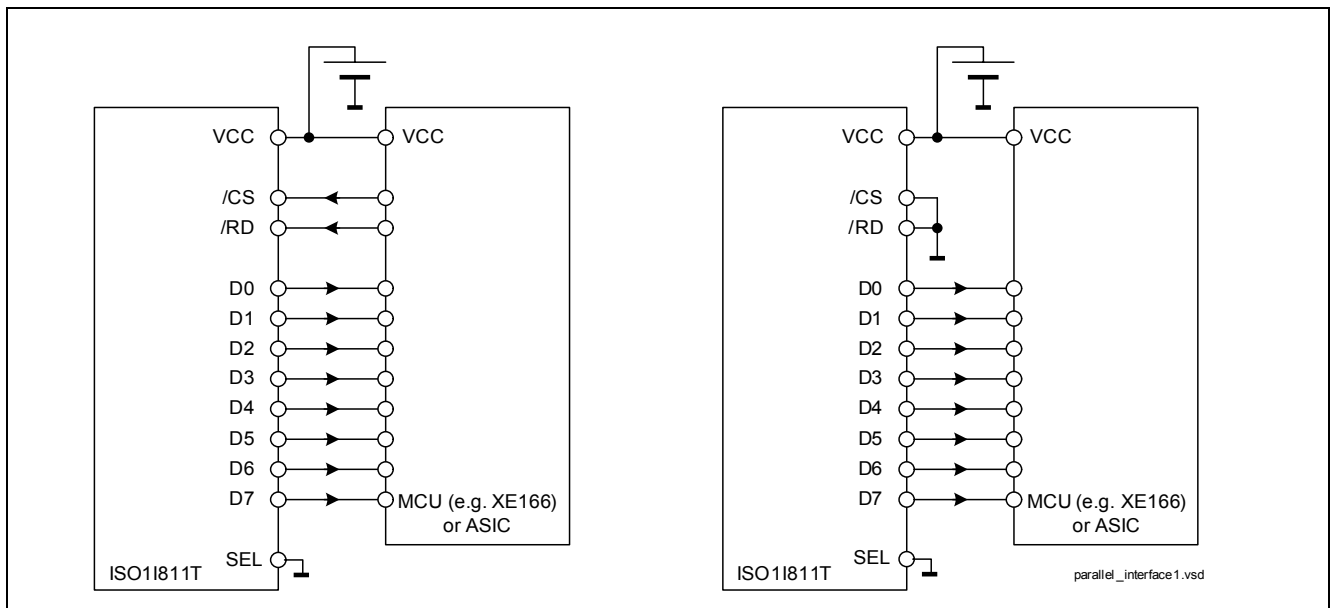 VCC
VCC
/CS
/RD
D0
D1
D2
D3
D4
D5
D6
D7
MCU (e.g. XE166)
or ASIC
SEL
ISO1I811T
VCC
VCC
/CS
/RD
D0
D1
D2
D3
D4
D5
D6
D7
MCU (e.g. XE166)
or ASIC
SEL
ISO1I811T
parallel_interface1.vsd